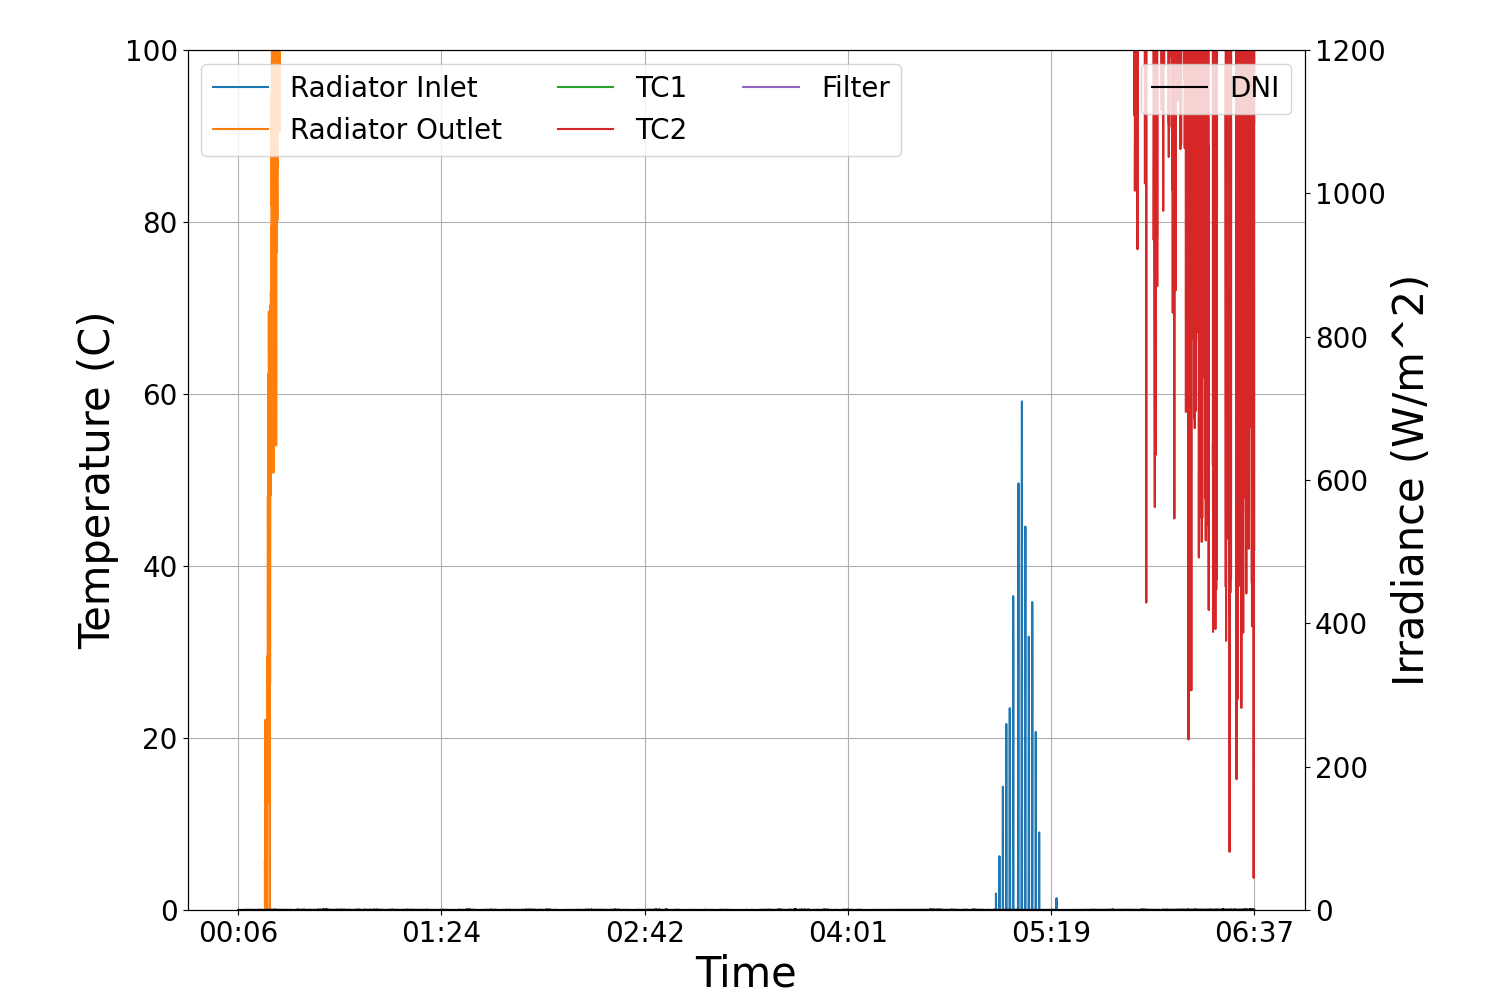 100
80
60
40
20
0
Temperature (C)
Radiator Inlet
Radiator Outlet
TC1
TC2
Filter
DNI
1200
1000
800
600
400
200
0
Irradiance (W/m^2)
00:06
01:24
02:42
04:01
05:19
06:37
Time